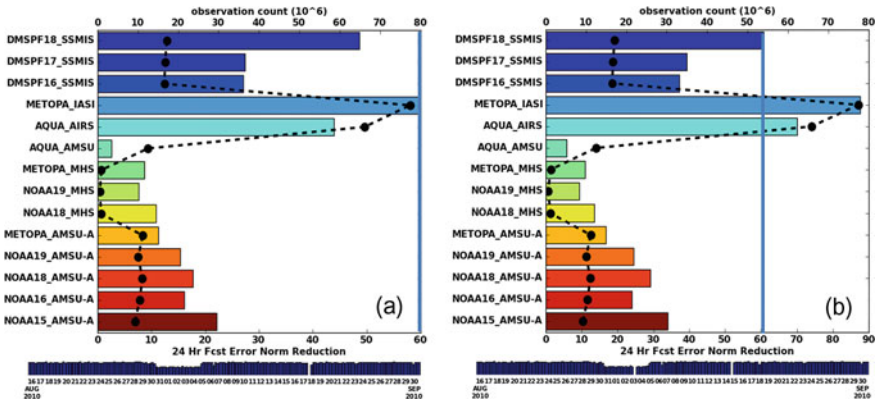 observation count (10^6)
0 10 20 30 40 50 60 70 80
DMSPF18_SSMIS
DMSPF17_SSMIS
DMSPF16_SSMIS
METOPA_IASI
AQUA_AIRS
AQUA_AMSU
METOPA_MHS
NOAA19_MHS
NOAA18_MHS
METOPA_AMSU-A
NOAA19_AMSU-A
NOAA18_AMSU-A
NOAA16_AMSU-A
NOAA15_AMSU-A
(a)
0 10 20 30 40 50 60
24 Hr Fcst Error Norm Reduction
16 17 18 19 20 21 22 23 24 25 26 27 28 29 30 31 01 02 03 04 05 06 07 08 09 10 11 12 13 14 15 16 17 18 19 20 21 22 23 24 25 26 27 28 29 30
AUG SEP
2010 2010
observation count (10^6)
0 10 20 30 40 50 60 70 80
DMSPF18_SSMIS
DMSPF17_SSMIS
DMSPF16_SSMIS
METOPA_IASI
AQUA_AIRS
AQUA_AMSU
METOPA_MHS
NOAA19_MHS
NOAA18_MHS
METOPA_AMSU-A
NOAA19_AMSU-A
NOAA18_AMSU-A
NOAA16_AMSU-A
NOAA15_AMSU-A
(b)
0 10 20 30 40 50 60 70 80 90
24 Hr Fcst Error Norm Reduction
16 17 18 19 20 21 22 23 24 25 26 27 28 29 30 31 01 02 03 04 05 06 07 08 09 10 11 12 13 14 15 16 17 18 19 20 21 22 23 24 25 26 27 28 29 30
AUG SEP
2010 2010